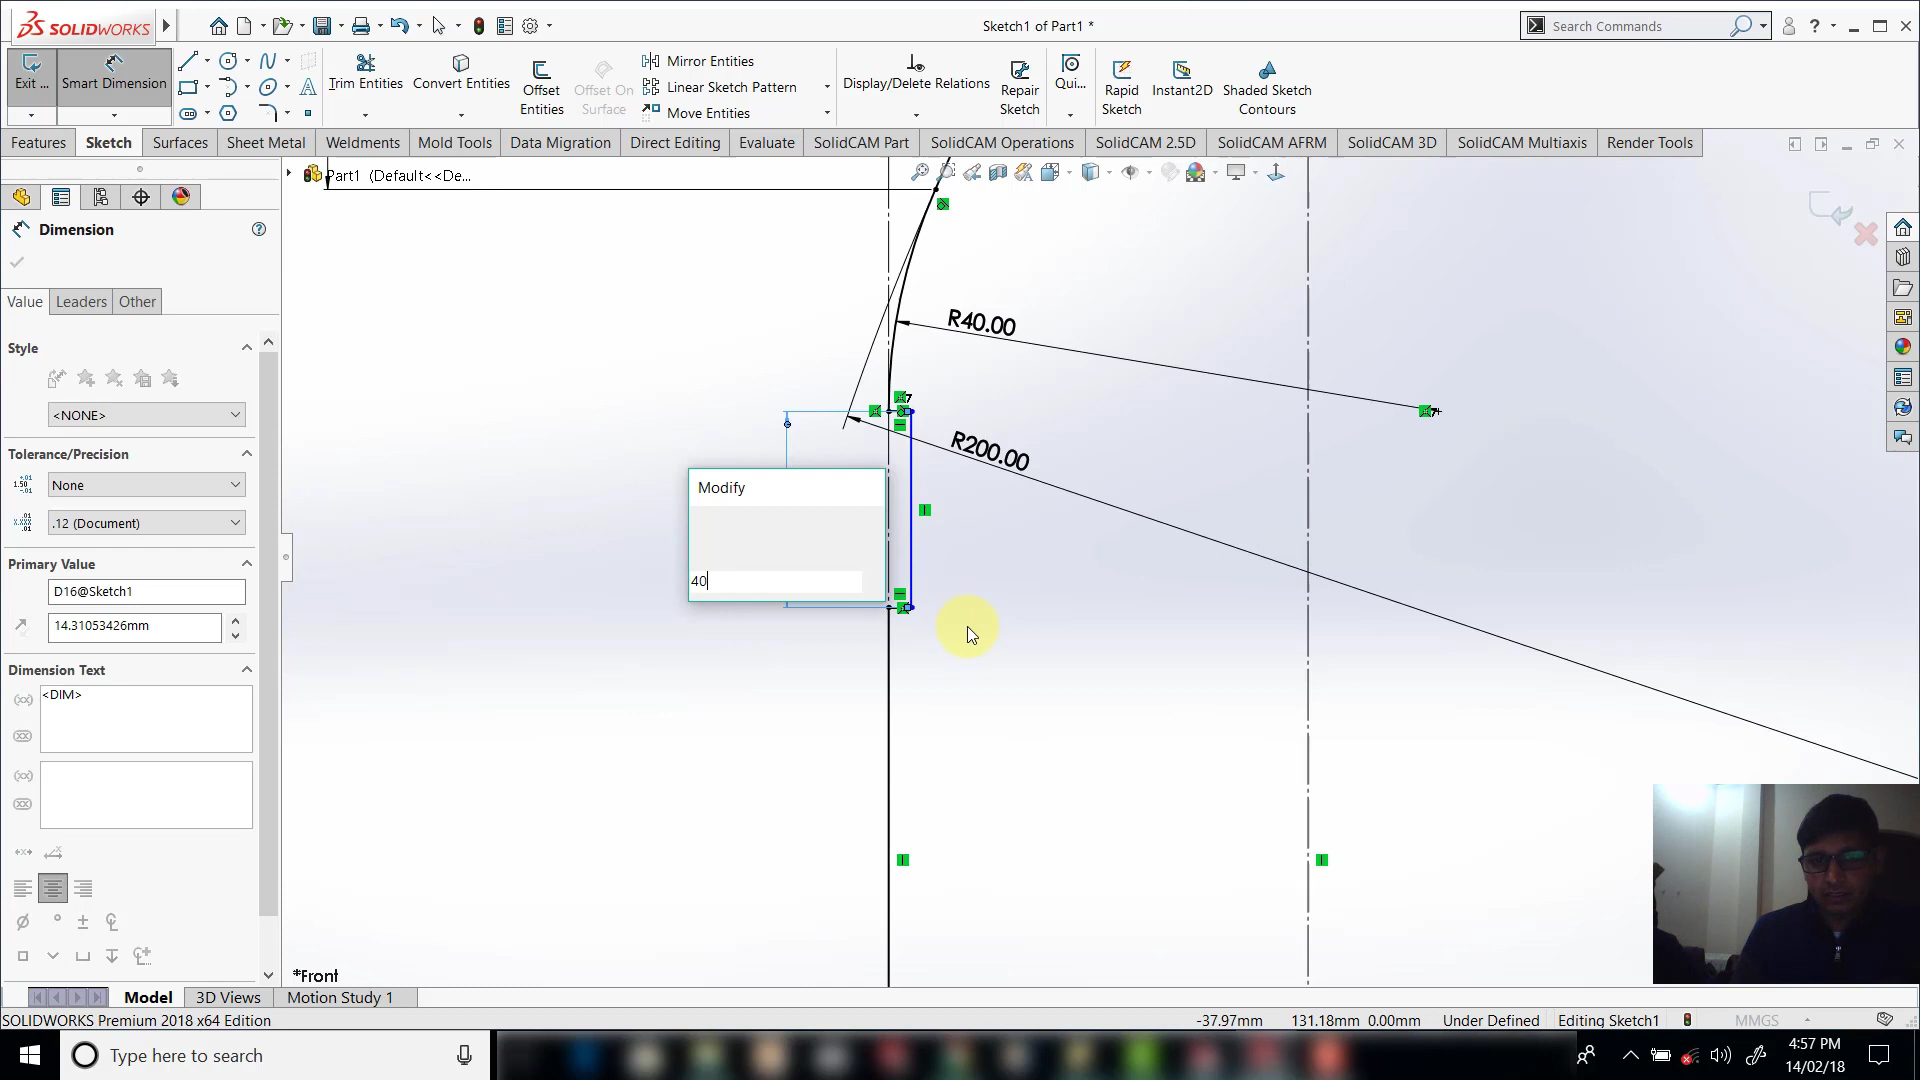 SOLIDWORKS
Sketch1 of Part1 *
Search Commands
?
Exit ...
Smart Dimension
Trim Entities
Convert Entities
Offset Entities
Offset On Surface
Mirror Entities
Linear Sketch Pattern
Move Entities
Display/Delete Relations
Repair Sketch
Qui...
Rapid Sketch
Instant2D
Shaded Sketch Contours
Features
Sketch
Surfaces
Sheet Metal
Weldments
Mold Tools
Data Migration
Direct Editing
Evaluate
SolidCAM Part
SolidCAM Operations
SolidCAM 2.5D
SolidCAM AFRM
SolidCAM 3D
SolidCAM Multiaxis
Render Tools
Part1 (Default<<De...
Dimension
Value
Leaders
Other
Style
<NONE>
Tolerance/Precision
None
.12 (Document)
Primary Value
D16@Sketch1
14.31053426mm
Dimension Text
<DIM>
R40.00
R200.00
Modify
40
*Front
Model
3D Views
Motion Study 1
SOLIDWORKS Premium 2018 x64 Edition
-37.97mm
131.18mm
0.00mm
Under Defined
Editing Sketch1
MMGS
Type here to search
4:57 PM
14/02/18